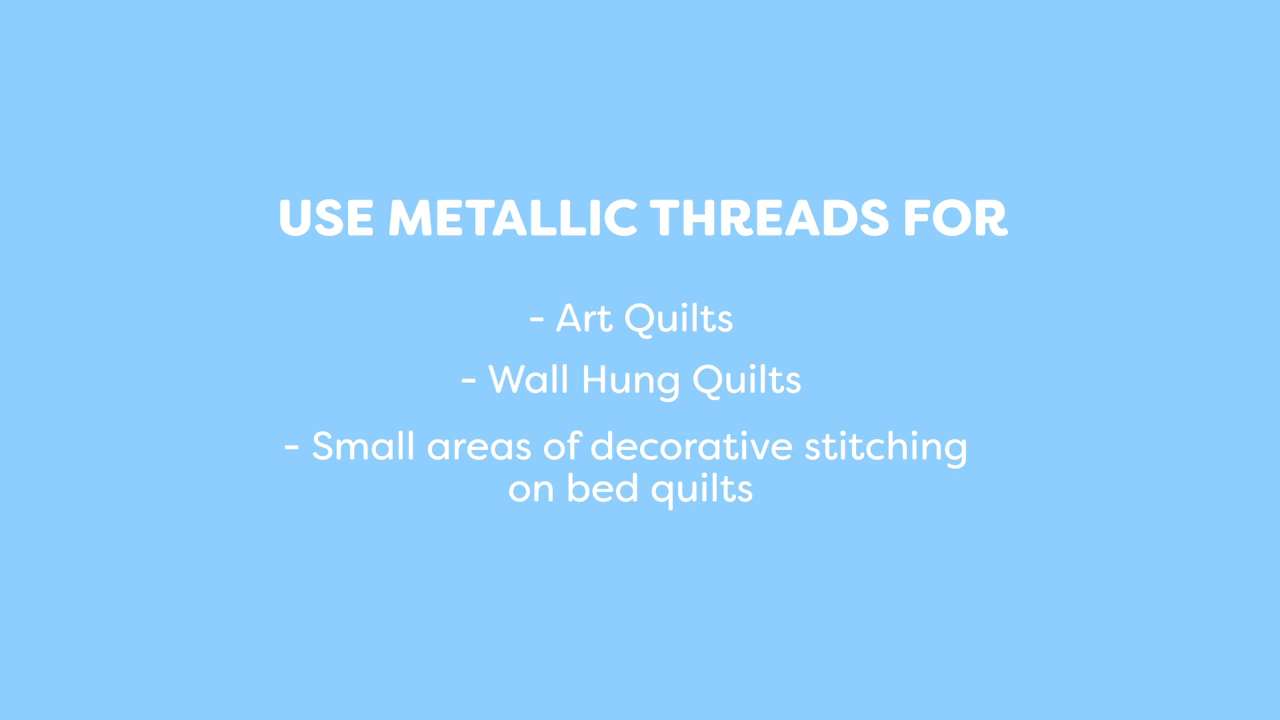 USE METALLIC THREADS FOR
- Art Quilts
- Wall Hung Quilts
- Small areas of decorative stitching
on bed quilts